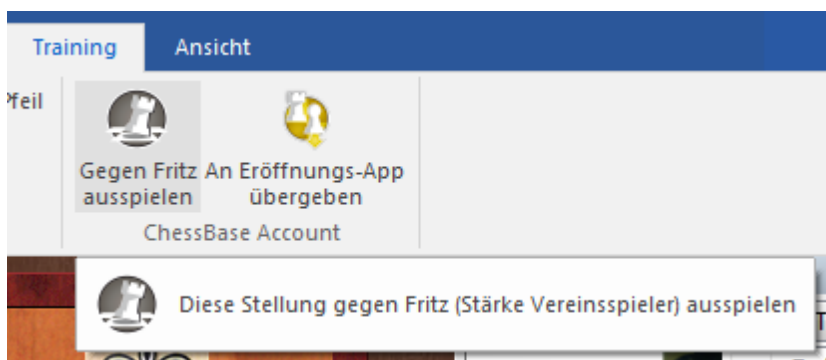 Training Ansicht
Pfeil
Gegen Fritz An Eröffnungs-App
ausspielen übergeben
ChessBase Account
Diese Stellung gegen Fritz (Stärke Vereinsspieler) ausspielen